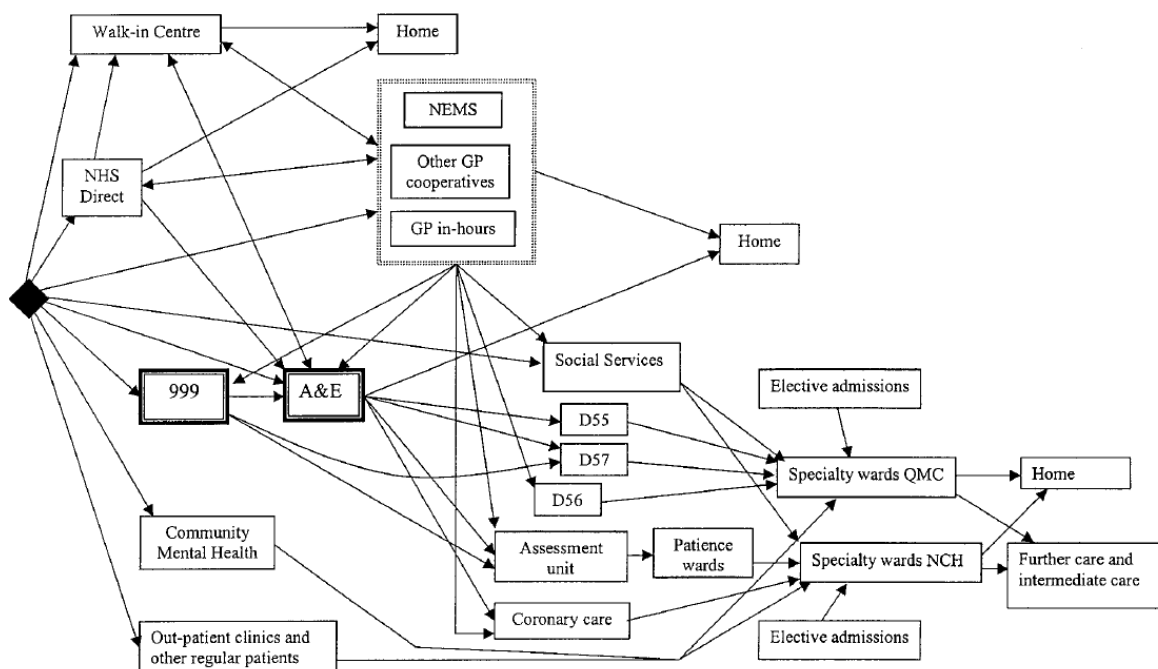 Walk-in Centre
Home
NEMS
Other GP
cooperatives
GP in-hours
NHS
Direct
Home
Social Services
999
A&E
Elective admissions
D55
D57
D56
Specialty wards QMC
Home
Community
Mental Health
Assessment
unit
Patience
wards
Specialty wards NCH
Further care and
intermediate care
Coronary care
Elective admissions
Out-patient clinics and
other regular patients